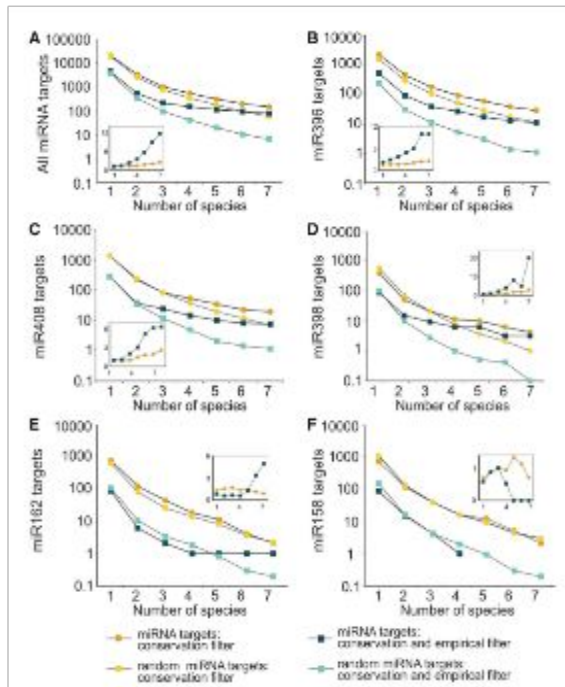 A
100000
10000
1000
100
10
1
0.1
All miRNA targets
1 2 3 4 5 6 7
Number of species
B
10000
1000
100
10
1
0.1
miR396 targets
1 2 3 4 5 6 7
Number of species
C
10000
1000
100
10
1
0.1
miR408 targets
1 2 3 4 5 6 7
Number of species
D
10000
1000
100
10
1
0.1
miR398 targets
1 2 3 4 5 6 7
Number of species
E
10000
1000
100
10
1
0.1
miR162 targets
1 2 3 4 5 6 7
Number of species
F
10000
1000
100
10
1
0.1
miR158 targets
1 2 3 4 5 6 7
Number of species
miRNA targets:
conservation filter
miRNA targets:
conservation and empirical filter
random miRNA targets:
conservation filter
random miRNA targets:
conservation and empirical filter